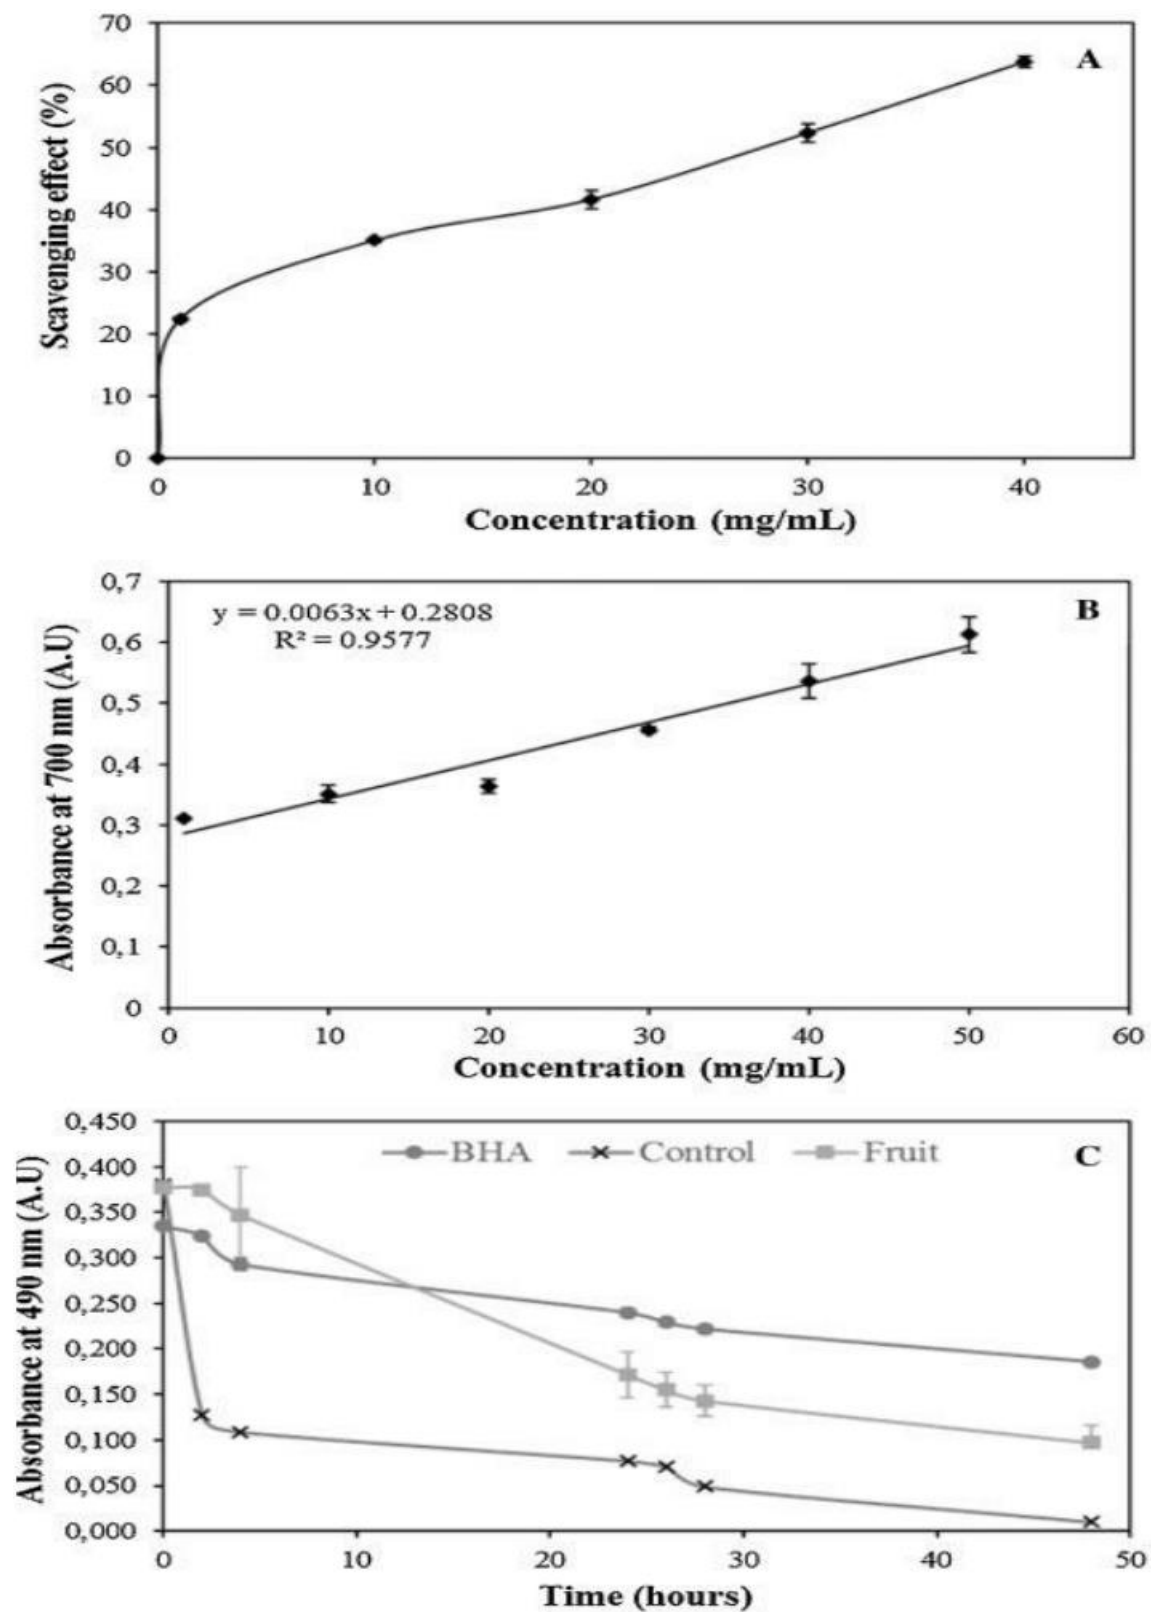 A
Scavenging effect (%)
70
60
50
40
30
20
10
0
0 10 20 30 40
Concentration (mg/mL)
B
y = 0.0063x + 0.2808
R² = 0.9577
Absorbance at 700 nm (A.U)
0,7
0,6
0,5
0,4
0,3
0,2
0,1
0
0 10 20 30 40 50 60
Concentration (mg/mL)
BHA Control Fruit C
Absorbance at 490 nm (A.U)
0,450
0,400
0,350
0,300
0,250
0,200
0,150
0,100
0,050
0,000
0 10 20 30 40 50
Time (hours)